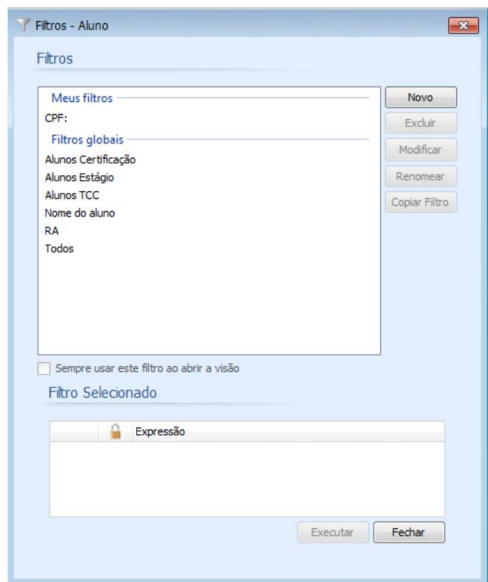 Filtros - Aluno
Filtros
Meus filtros
CPF:
Filtros globais
Alunos Certificação
Alunos Estágio
Alunos TCC
Nome do aluno
RA
Todos
Novo
Excluir
Modificar
Renomear
Copiar Filtro
Sempre usar este filtro ao abrir a visão
Filtro Selecionado
Expressão
Executar
Fechar